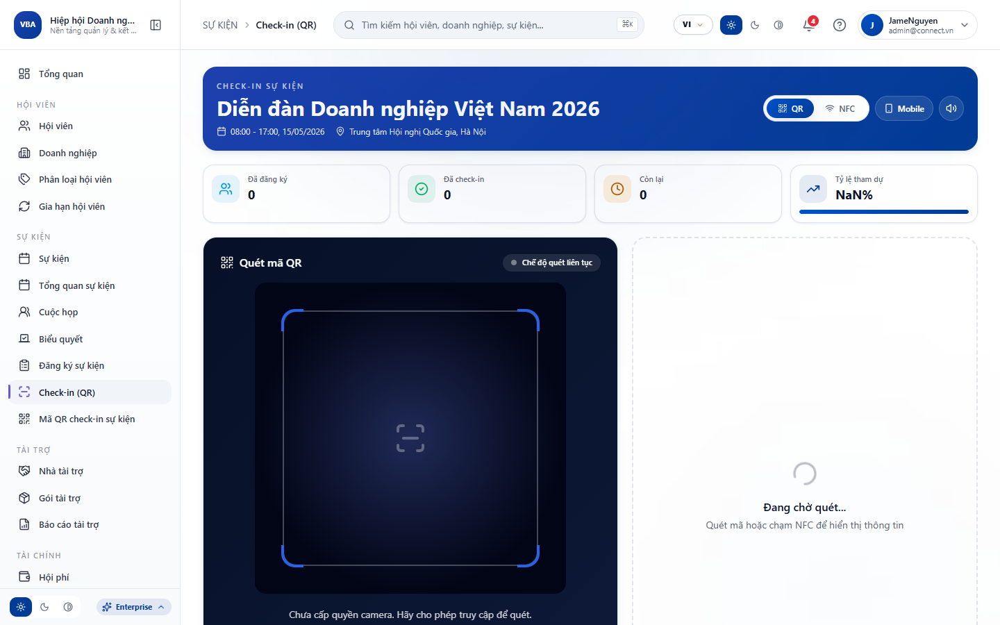 VBA
Hiệp hội Doanh ng...
Nền tảng quản lý & kết ...
SỰ KIỆN
Check-in (QR)
Tìm kiếm hội viên, doanh nghiệp, sự kiện...
⌘K
VI
4
J
JameNguyen
admin@connect.vn
Tổng quan
HỘI VIÊN
Hội viên
Doanh nghiệp
Phân loại hội viên
Gia hạn hội viên
SỰ KIỆN
Sự kiện
Tổng quan sự kiện
Cuộc họp
Biểu quyết
Đăng ký sự kiện
Check-in (QR)
Mã QR check-in sự kiện
TÀI TRỢ
Nhà tài trợ
Gói tài trợ
Báo cáo tài trợ
TÀI CHÍNH
Hội phí
Enterprise
CHECK-IN SỰ KIỆN
Diễn đàn Doanh nghiệp Việt Nam 2026
08:00 - 17:00, 15/05/2026
Trung tâm Hội nghị Quốc gia, Hà Nội
QR
NFC
Mobile
Đã đăng ký
0
Đã check-in
0
Còn lại
0
Tỷ lệ tham dự
NaN%
Quét mã QR
Chế độ quét liên tục
Chưa cấp quyền camera. Hãy cho phép truy cập để quét.
Đang chờ quét...
Quét mã hoặc chạm NFC để hiển thị thông tin